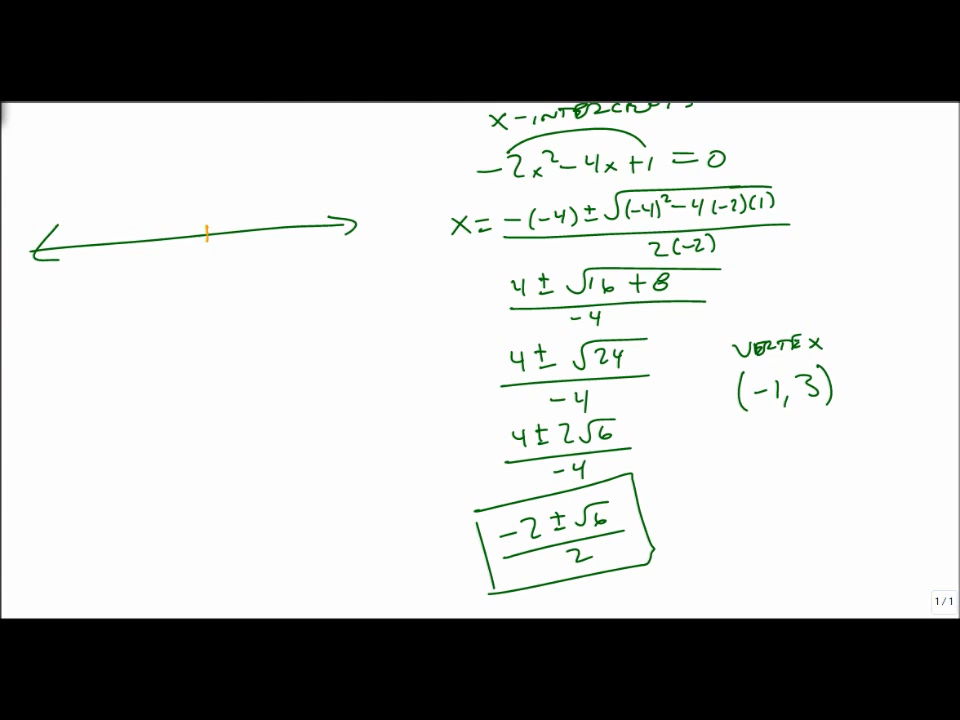 X-INTERCEPTS
-2x² - 4x + 1 = 0
X = -(-4) ± √(-4)² - 4(-2)(1) / 2(-2)
4 ± √16 + 8 / -4
4 ± √24 / -4
VERTEX
(-1, 3)
4 ± 2√6 / -4
-2 ± √6 / 2
1/1